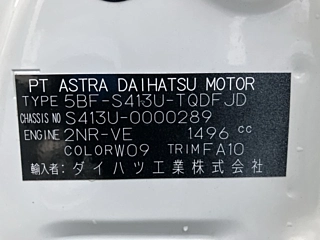 PT ASTRA DAIHATSU MOTOR
TYPE 5BF-S413U-TQDFJD
CHASSIS NO S413U-0000289
ENGINE 2NR-VE 1496 cc
COLOR W09 TRIM FA10
輸入者：ダイハツ工業株式会社